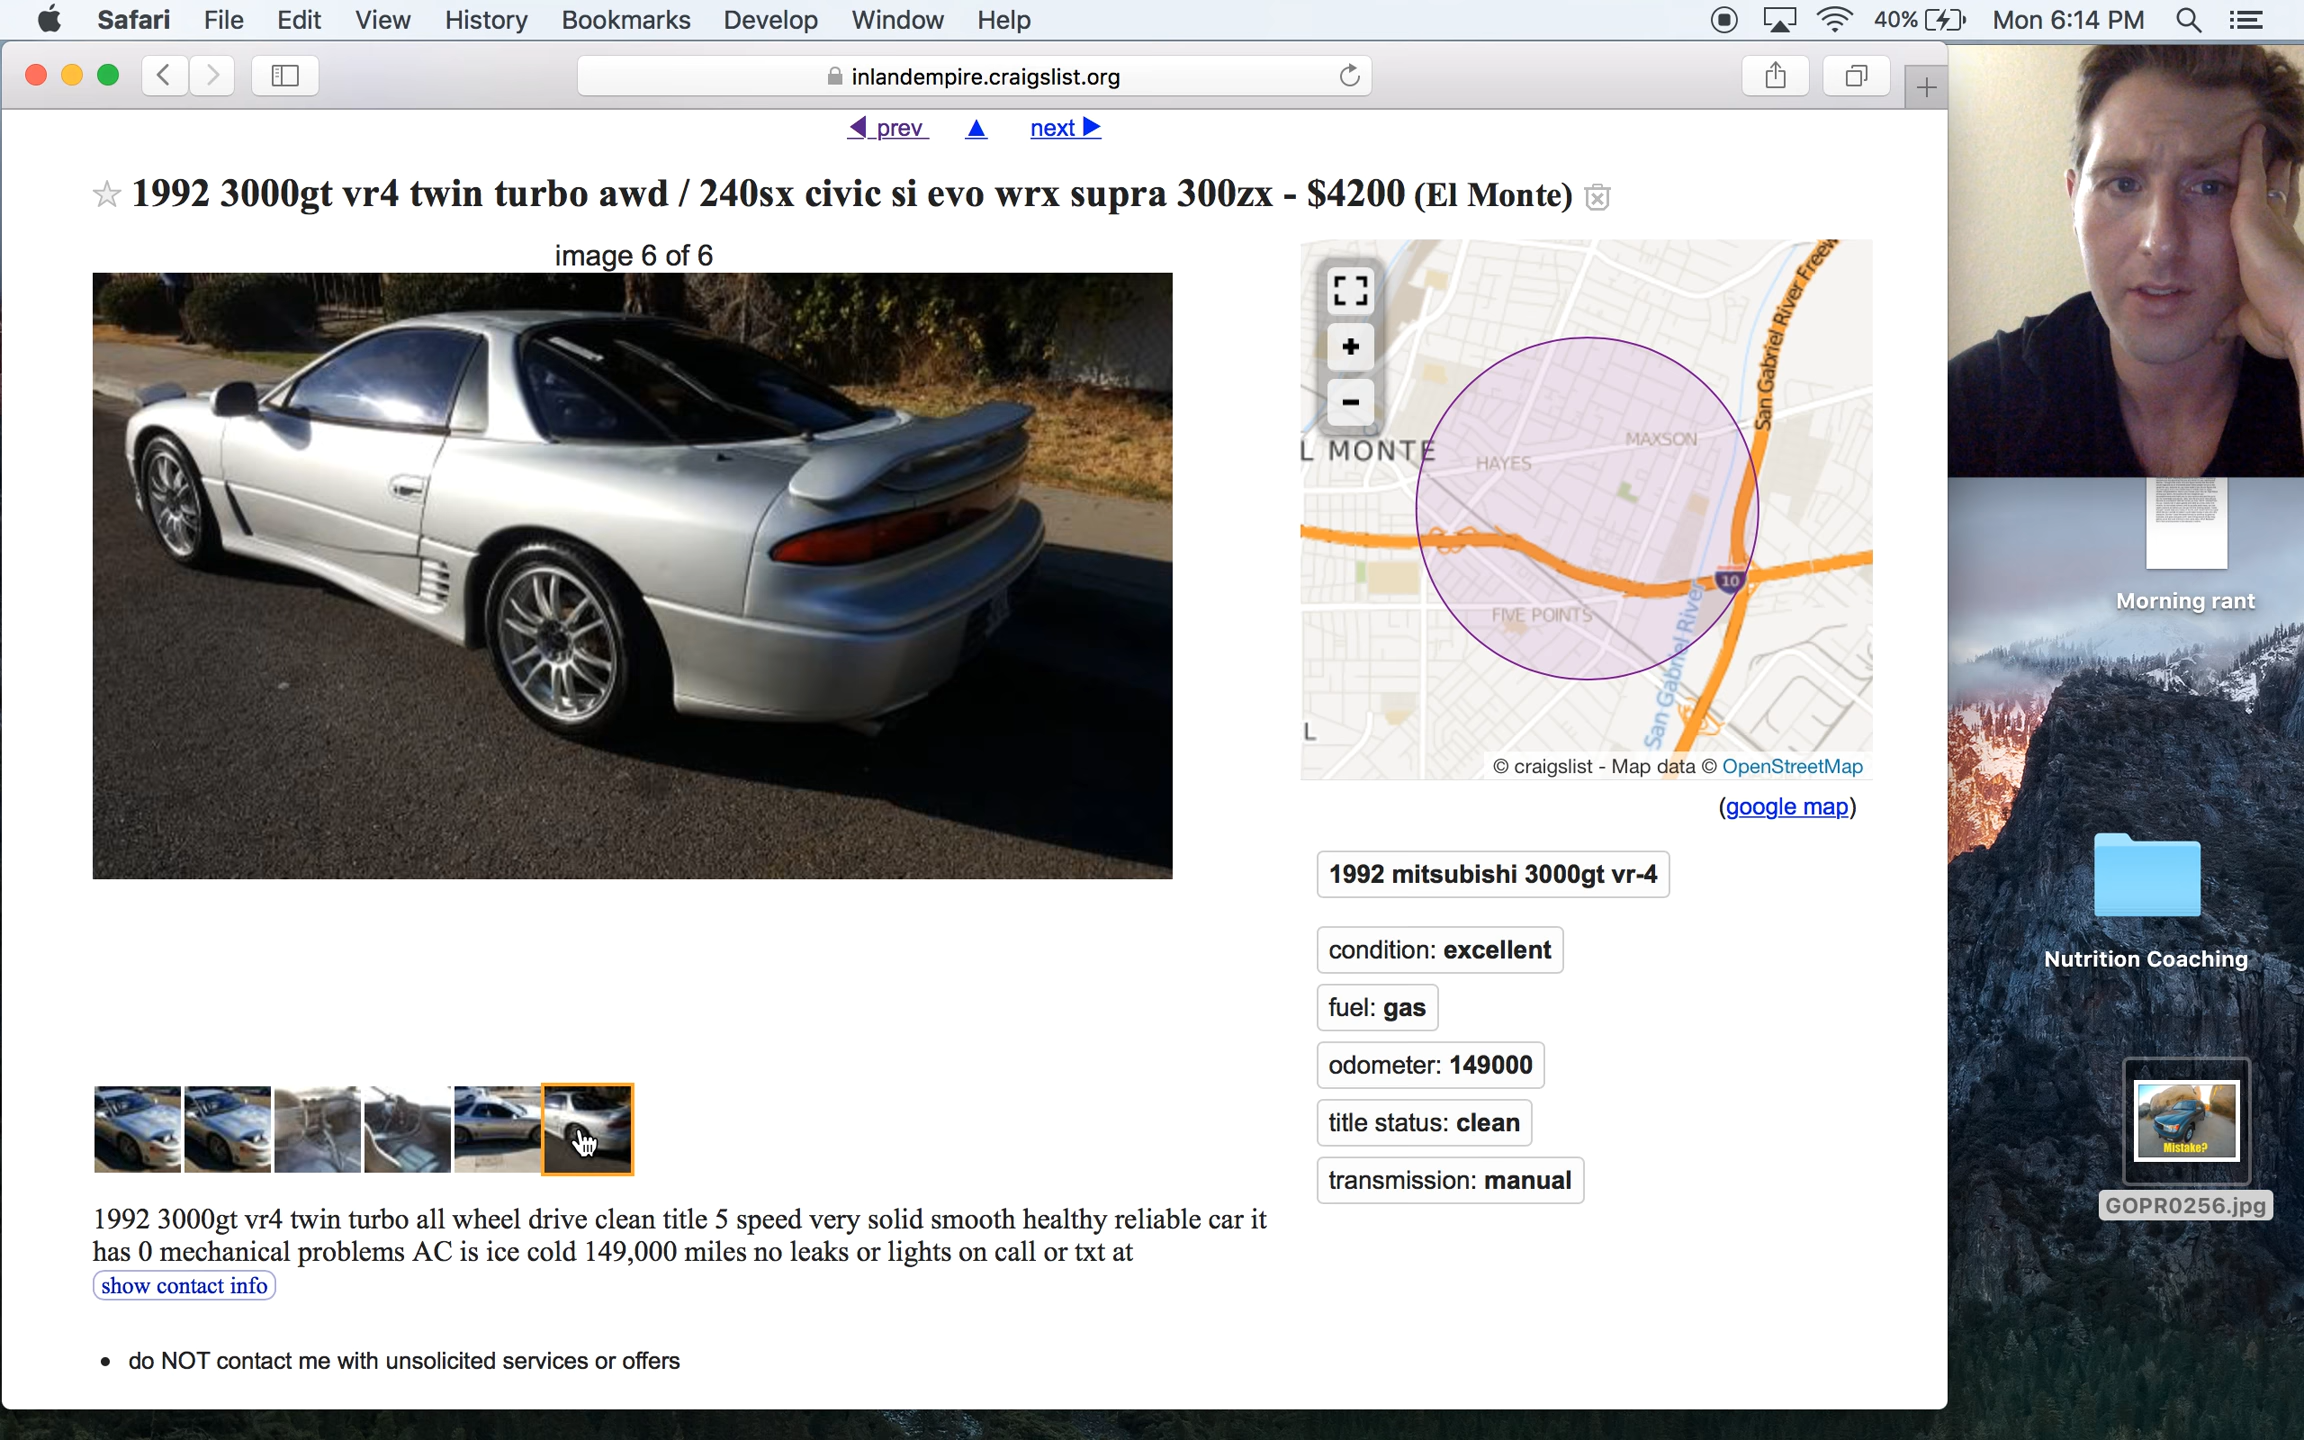 Safari File Edit View History Bookmarks Develop Window Help 40% Mon 6:14 PM
inlandempire.craigslist.org
prev next
1992 3000gt vr4 twin turbo awd / 240sx civic si evo wrx supra 300zx - $4200 (El Monte)
image 6 of 6
San Gabriel River Freew
MAXSON
L MONTE
HAYES
10
FIVE POINTS
San Gabriel River
L
© craigslist - Map data © OpenStreetMap
(google map)
1992 mitsubishi 3000gt vr-4
condition: excellent
fuel: gas
odometer: 149000
title status: clean
transmission: manual
1992 3000gt vr4 twin turbo all wheel drive clean title 5 speed very solid smooth healthy reliable car it
has 0 mechanical problems AC is ice cold 149,000 miles no leaks or lights on call or txt at
show contact info
• do NOT contact me with unsolicited services or offers
Morning rant
Nutrition Coaching
Mistake?
GOPR0256.jpg